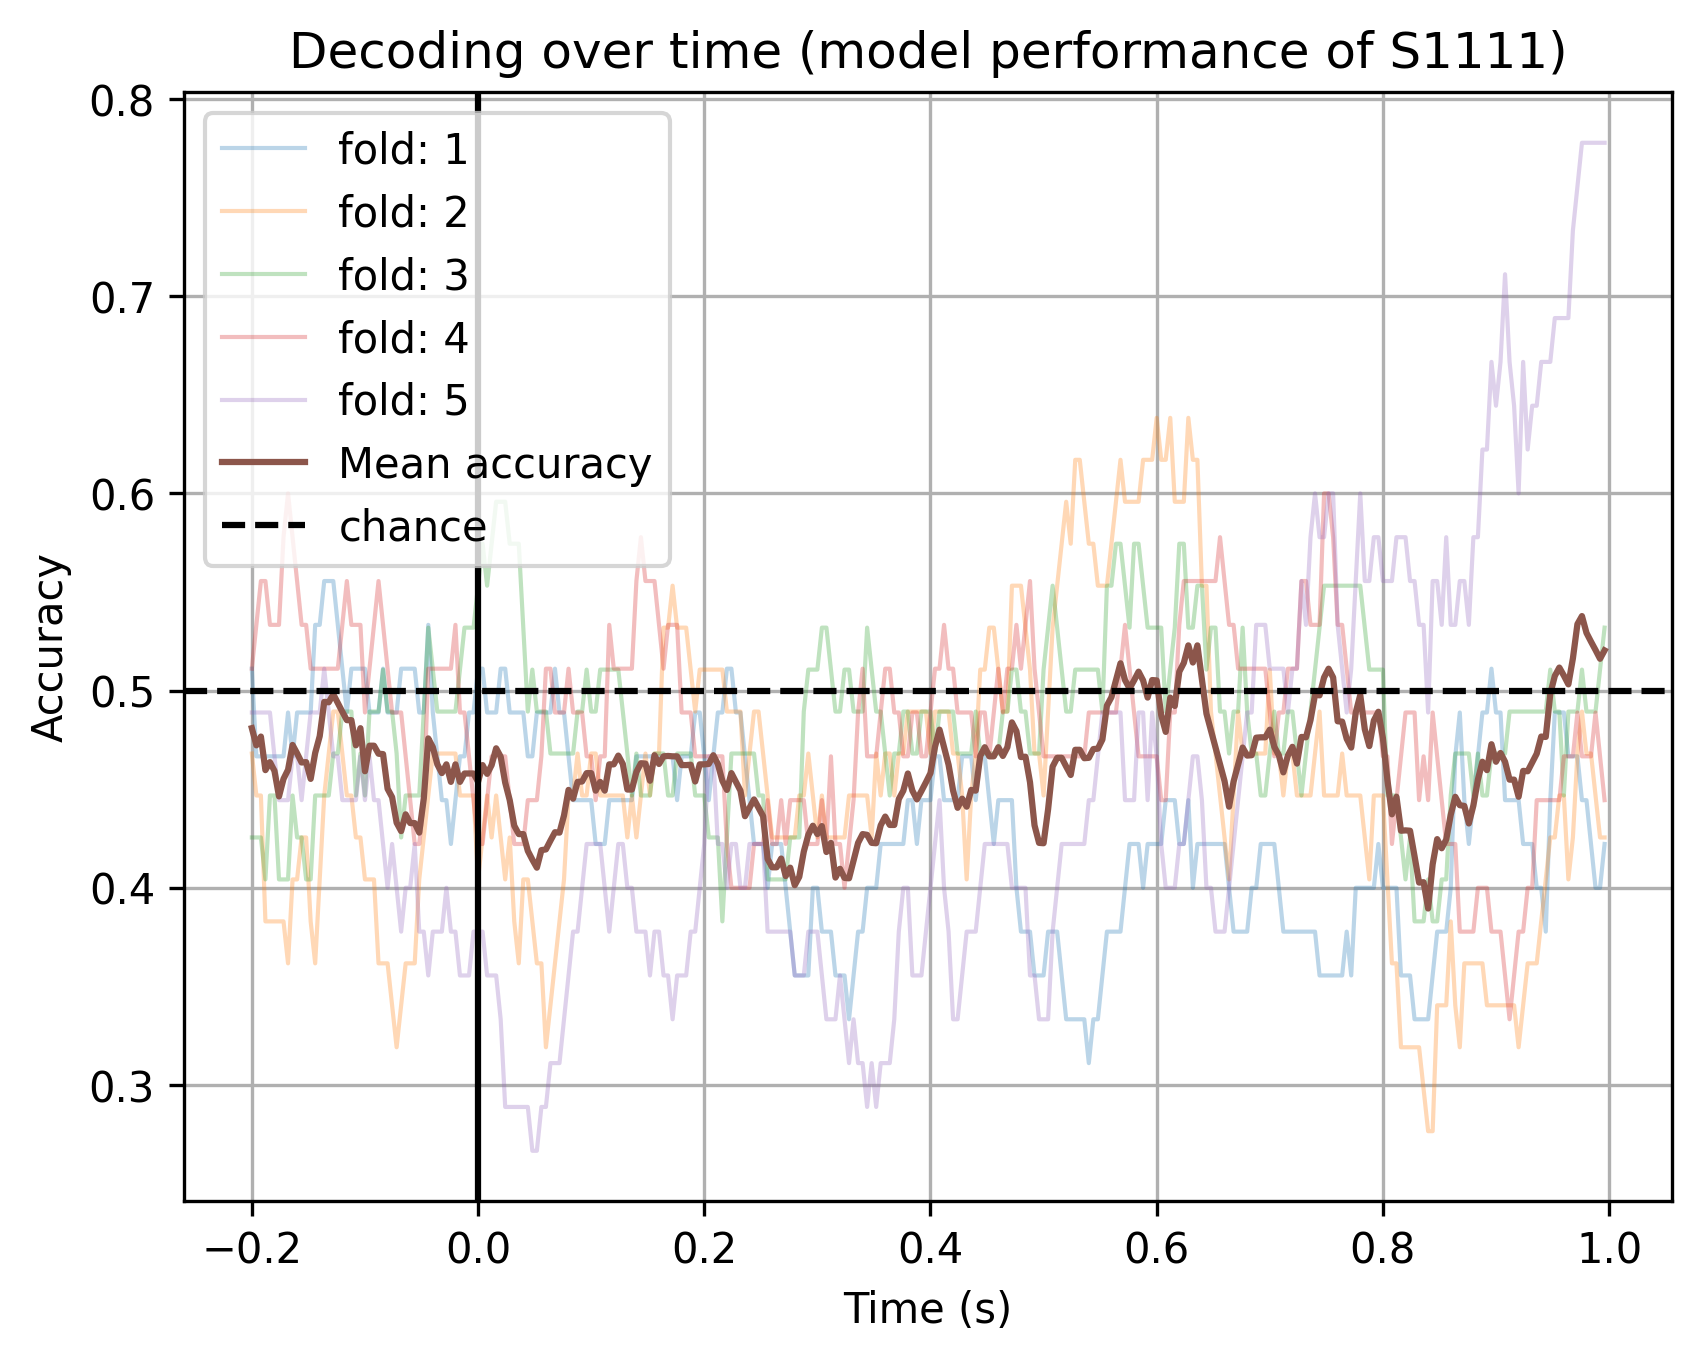 Decoding over time (model performance of S1111)
0.8
0.7
0.6
0.5
0.4
0.3
Accuracy
fold: 1
fold: 2
fold: 3
fold: 4
fold: 5
Mean accuracy
chance
−0.2 0.0 0.2 0.4 0.6 0.8 1.0
Time (s)